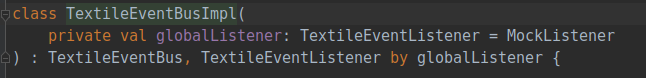 class TextileEventBusImpl(
    private val globalListener: TextileEventListener = MockListener
) : TextileEventBus, TextileEventListener by globalListener {